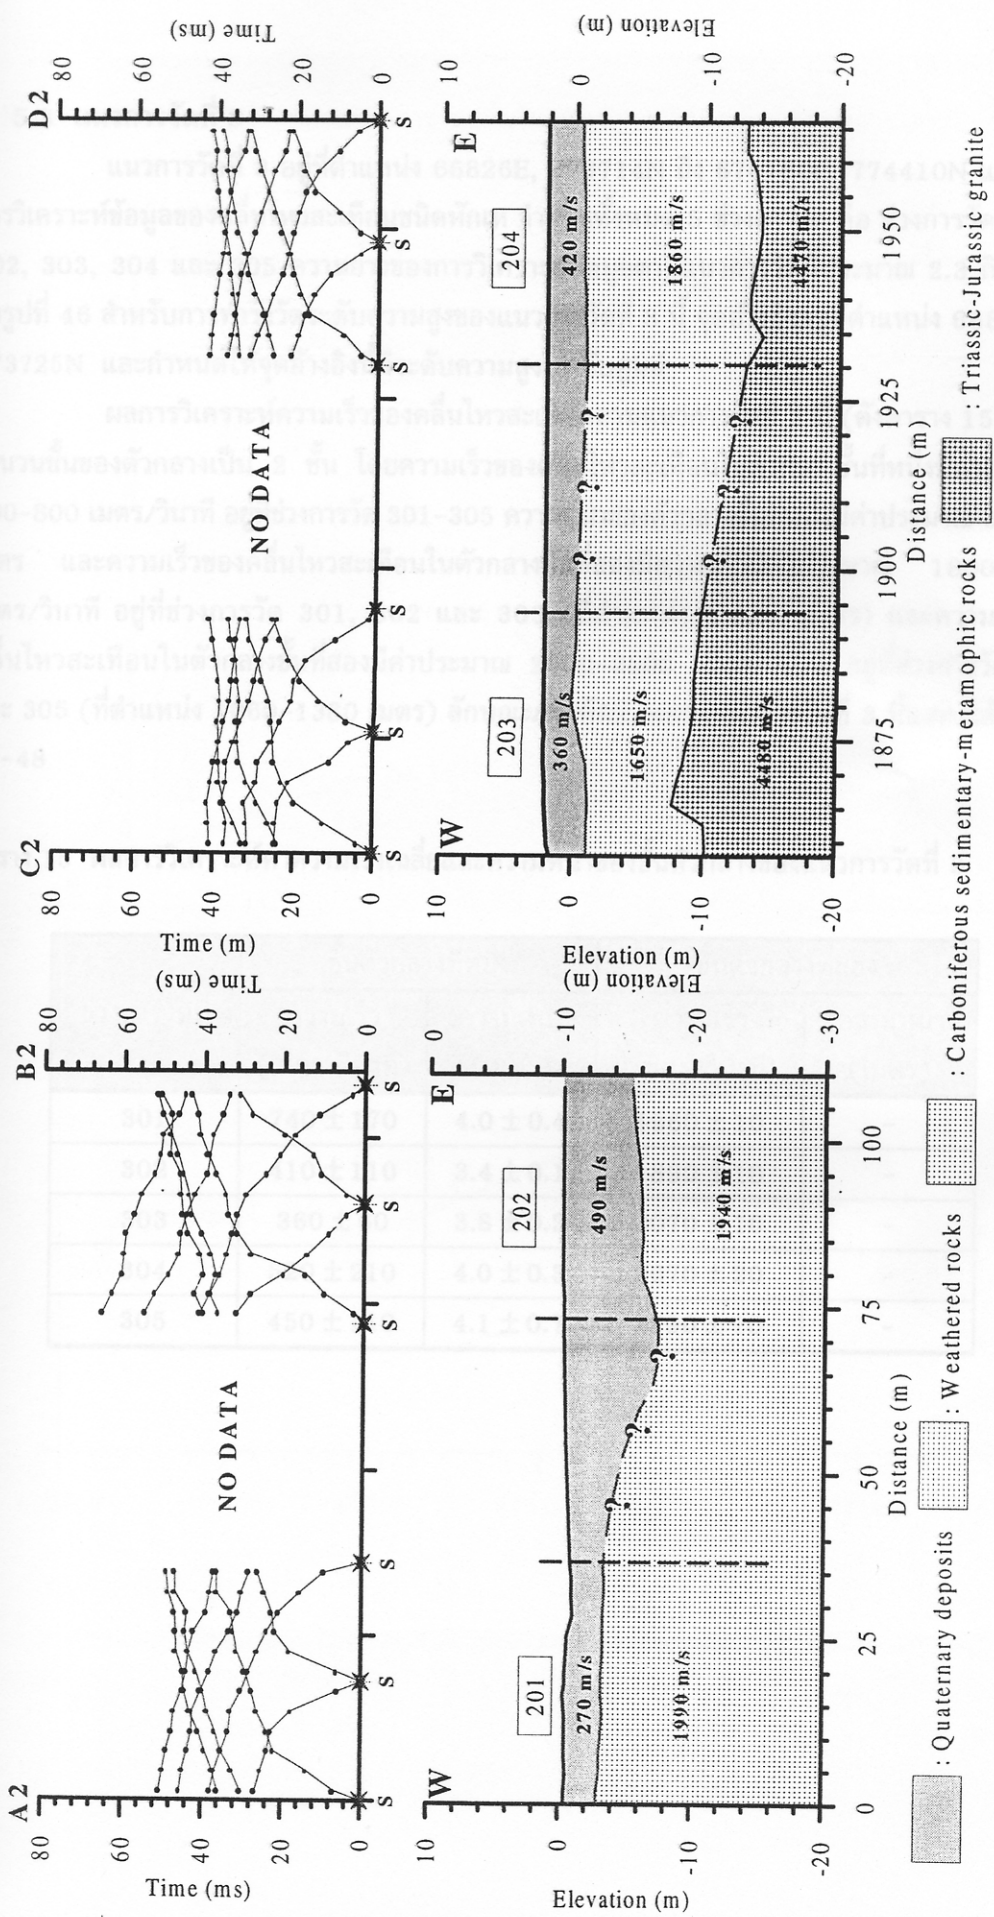 A2
B2
Time (ms)
80
60
40
20
0
NO DATA
S
S
S
S
S
S
80
60
40
20
0
Time (ms)
W
E
201
202
Elevation (m)
10
0
-10
-20
270 m/s
490 m/s
1990 m/s
1940 m/s
?
?
?
0
-10
-20
-30
Elevation (m)
0
25
50
75
100
Distance (m)
C2
D2
Time (m)
80
60
40
20
0
NO DATA
S
S
S
S
S
S
80
60
40
20
0
Time (ms)
W
E
203
204
Elevation (m)
10
0
-10
-20
360 m/s
420 m/s
1650 m/s
1860 m/s
4480 m/s
4470 m/s
?
?
?
?
?
?
10
0
-10
-20
Elevation (m)
1875
1900
1925
1950
Distance (m)
: Quaternary deposits
: Weathered rocks
: Carboniferous sedimentary-metamophic rocks
: Triassic-Jurassic granite